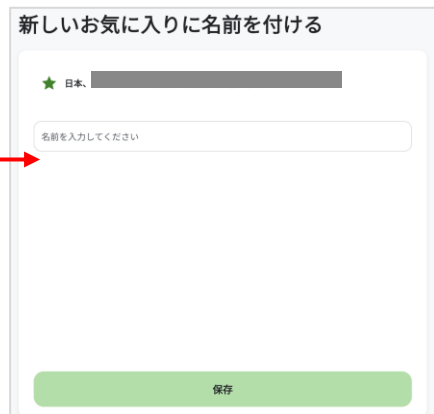 新しいお気に入りに名前を付ける
日本、
名前を入力してください
保存